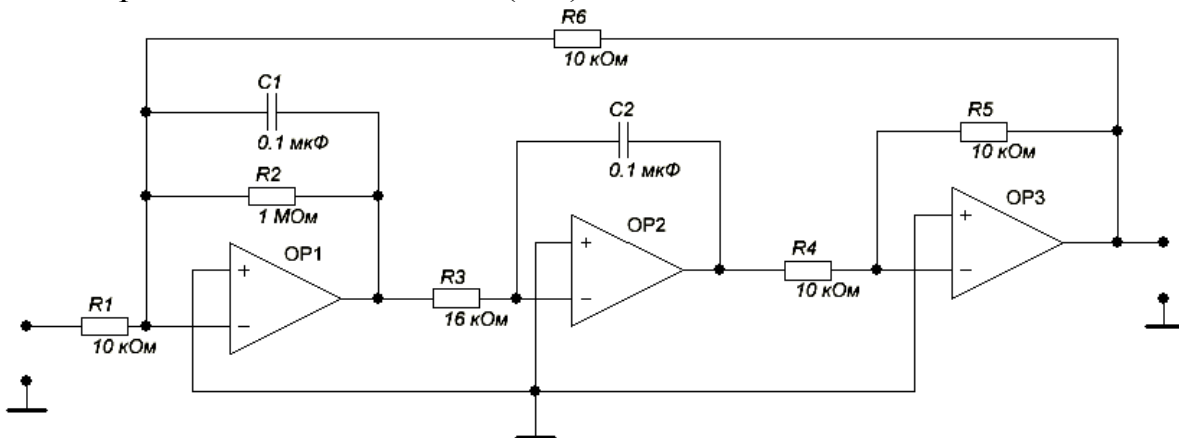 R6
10 кОм
C1
0.1 мкФ
R2
1 МОм
OP1
R1
10 кОм
R3
16 кОм
C2
0.1 мкФ
OP2
R4
10 кОм
R5
10 кОм
OP3
+
−
+
−
+
−